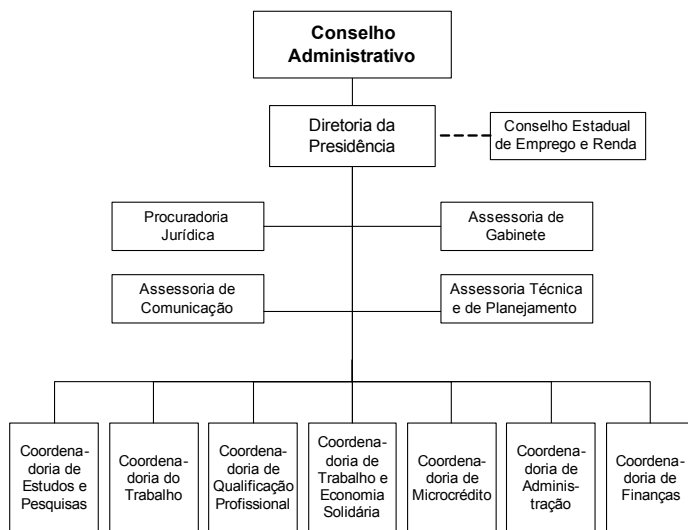 Conselho
Administrativo
Diretoria da
Presidência
Conselho Estadual
de Emprego e Renda
Procuradoria
Jurídica
Assessoria de
Gabinete
Assessoria de
Comunicação
Assessoria Técnica
e de Planejamento
Coordena-
doria de
Estudos e
Pesquisas
Coordena-
doria do
Trabalho
Coordena-
doria de
Qualificação
Profissional
Coordena-
doria de
Trabalho e
Economia
Solidária
Coordena-
doria de
Microcrédito
Coordena-
doria de
Adminis-
tração
Coordena-
doria de
Finanças